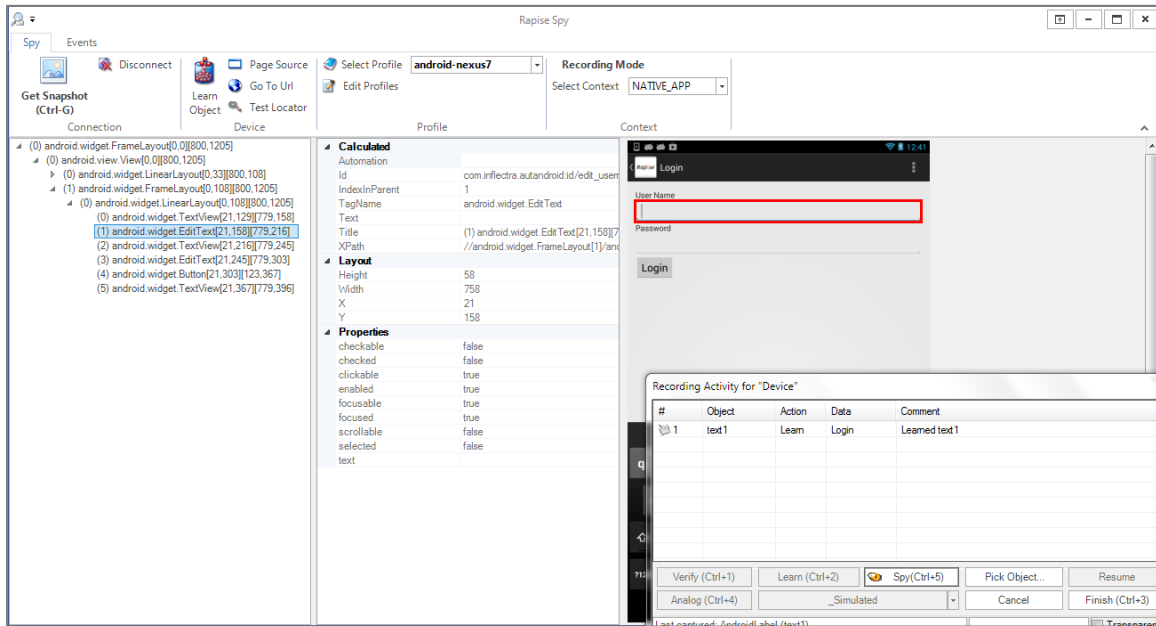 Rapise Spy
Spy Events
Get Snapshot (Ctrl-G)
Disconnect
Connection
Learn Object
Page Source
Go To Url
Test Locator
Device
Select Profile android-nexus7
Edit Profiles
Profile
Recording Mode
Select Context NATIVE_APP
Context
(0) android.widget.FrameLayout[0,0][800,1205]
(0) android.view.View[0,0][800,1205]
(0) android.widget.LinearLayout[0,33][800,108]
(1) android.widget.FrameLayout[0,108][800,1205]
(0) android.widget.LinearLayout[0,108][800,1205]
(0) android.widget.TextView[21,129][779,158]
(1) android.widget.EditText[21,158][779,216]
(2) android.widget.TextView[21,216][779,245]
(3) android.widget.EditText[21,245][779,303]
(4) android.widget.Button[21,303][123,367]
(5) android.widget.TextView[21,367][779,396]
Calculated
Automation
Id com.inflectra.autandroid:id/edit_usern
IndexInParent 1
TagName android.widget.EditText
Text
Title (1) android.widget.EditText[21,158][7
XPath //android.widget.FrameLayout[1]/and
Layout
Height 58
Width 758
X 21
Y 158
Properties
checkable false
checked false
clickable true
enabled true
focusable true
focused true
scrollable false
selected false
text
12:41
Rapise Login
User Name
Password
Login
q
?12
Recording Activity for "Device"
# Object Action Data Comment
1 text1 Learn Login Learned text1
Verify (Ctrl+1) Learn (Ctrl+2) Spy(Ctrl+5) Pick Object... Resume
Analog (Ctrl+4) _Simulated Cancel Finish (Ctrl+3)
Last captured: AndroidLabel (text1) Transparen